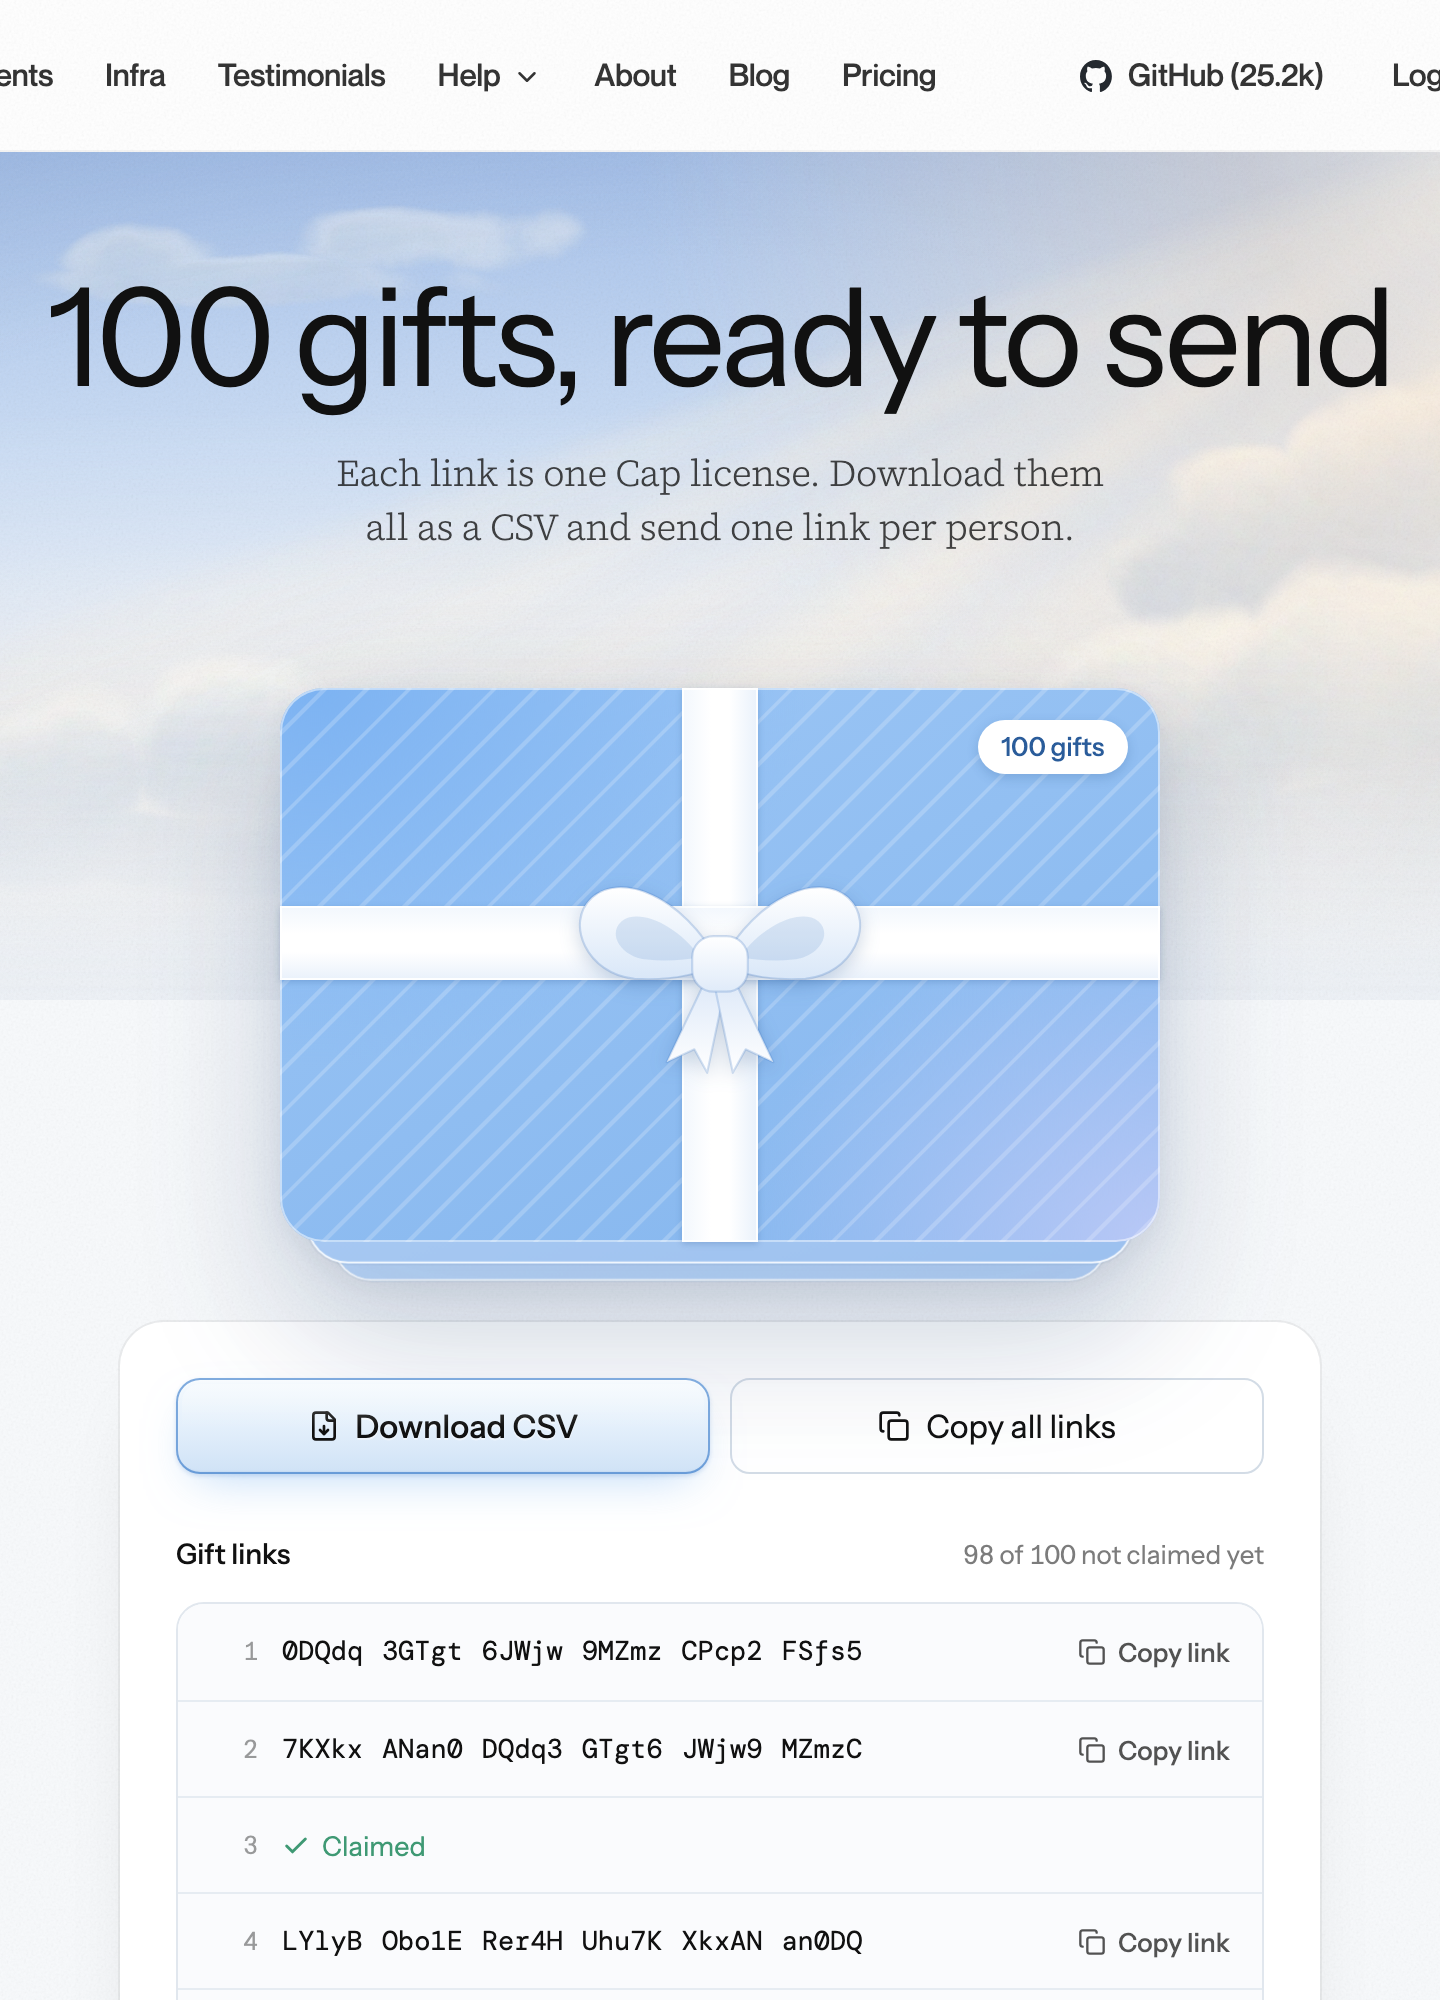 ents Infra Testimonials Help About Blog Pricing GitHub (25.2k) Log
100 gifts, ready to send
Each link is one Cap license. Download them
all as a CSV and send one link per person.
100 gifts
Download CSV Copy all links
Gift links 98 of 100 not claimed yet
1 0DQdq 3GTgt 6JWjw 9MZmz CPcp2 FSfs5 Copy link
2 7KXkx ANan0 DQdq3 GTgt6 JWjw9 MZmzC Copy link
3 Claimed
4 LYlyB Obo1E Rer4H Uhu7K XkxAN an0DQ Copy link